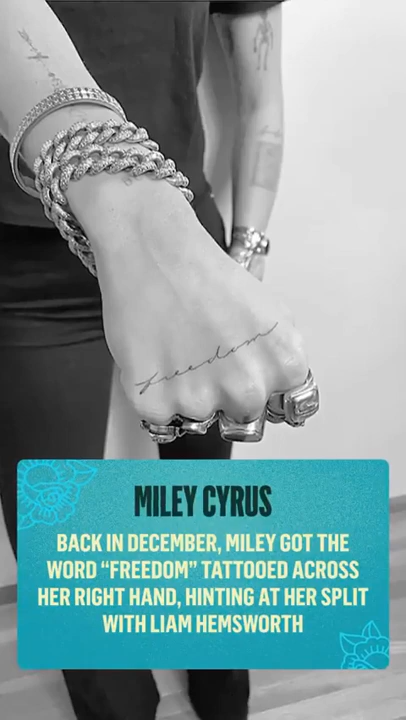 freedom
MILEY CYRUS
BACK IN DECEMBER, MILEY GOT THE
WORD “FREEDOM” TATTOOED ACROSS
HER RIGHT HAND, HINTING AT HER SPLIT
WITH LIAM HEMSWORTH